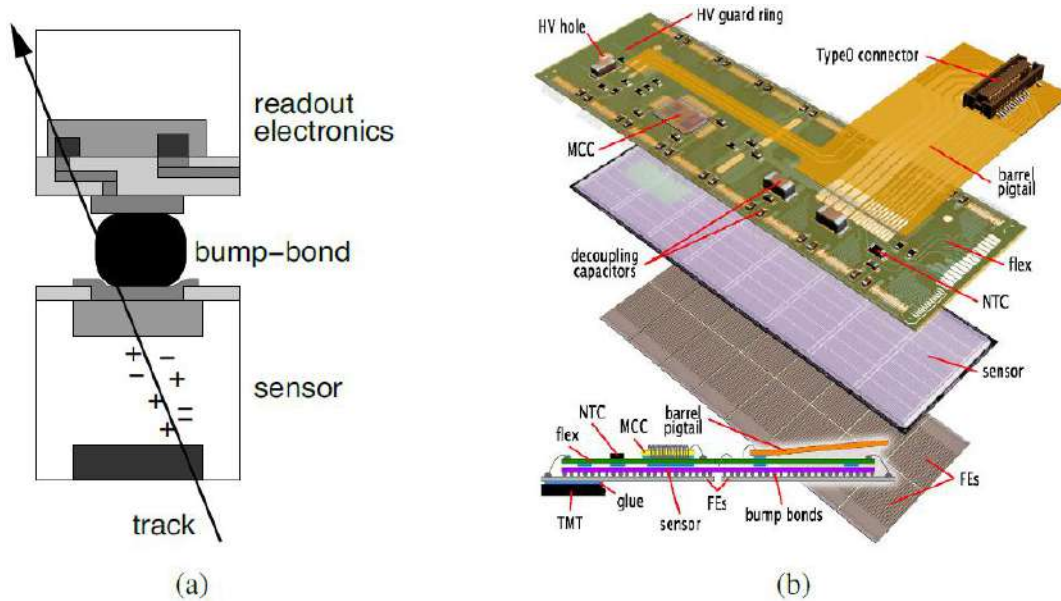 readout
electronics
bump-bond
+ −
− +
+ =
+
sensor
track
(a)
HV hole
HV guard ring
Type0 connector
MCC
barrel
pigtail
decoupling
capacitors
flex
NTC
sensor
barrel
pigtail
NTC
MCC
flex
FEs
glue
FEs
TMT
sensor
bump bonds
(b)